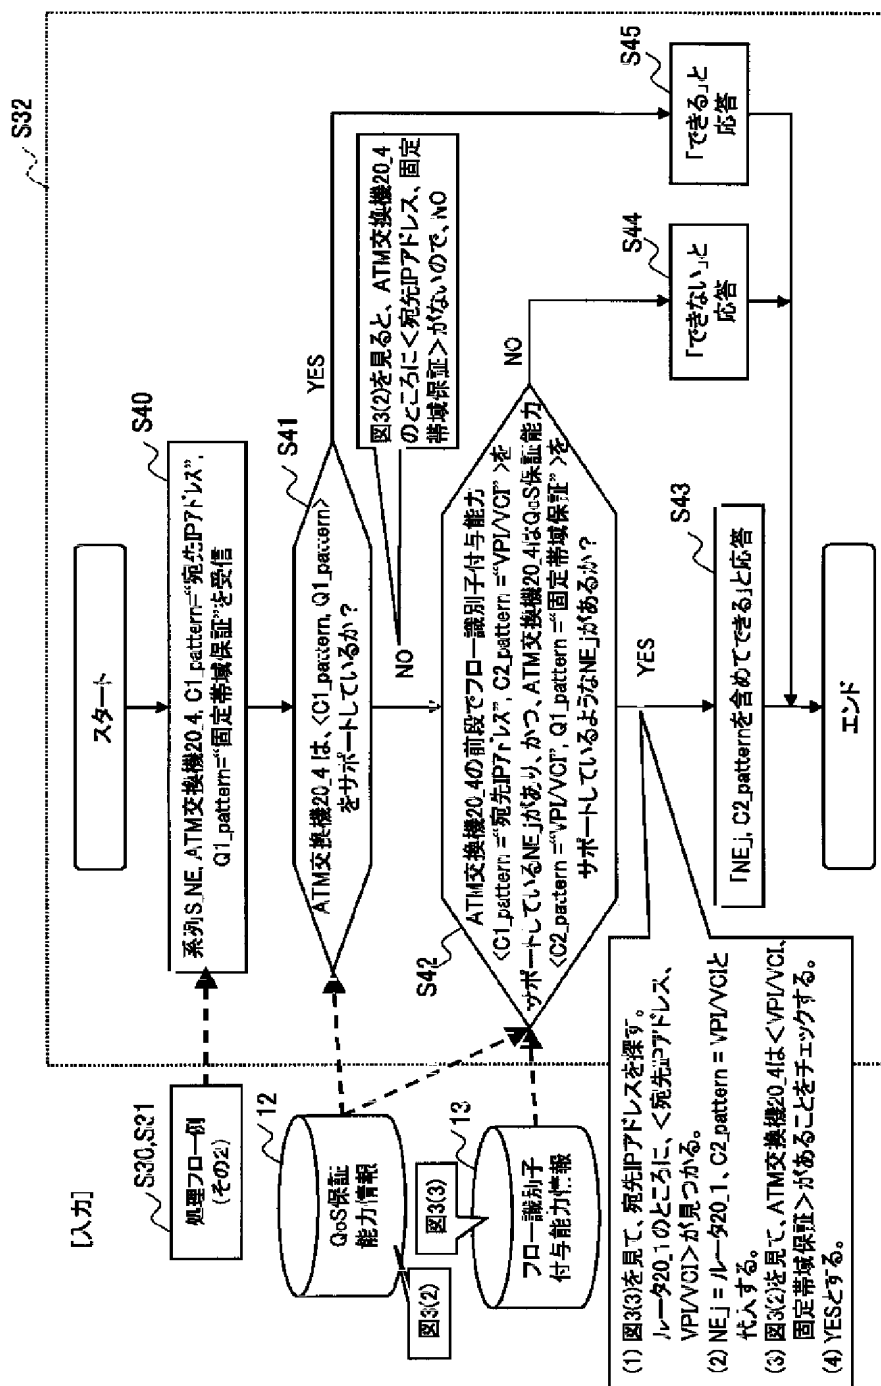 S32
[入力]
S30,S31
処理フロー例
(その2)
12
QoS保証
能力情報
図3(2)
図3(3)
13
フロー識別子
付与能力情報
スタート
S40
系列S_NE, ATM交換機20_4, C1_pattern=“宛先IPアドレス”,
Q1_pattern=“固定帯域保証”を受信
S41
ATM交換機20_4 は、<C1_pattern, Q1_pattern>
をサポートしているか？
YES
NO
図3(2)を見ると、ATM交換機20_4
のところに<宛先IPアドレス、固定
帯域保証>がないので、NO
S42
ATM交換機20_4の前段でフロー識別子付与能力
<C1_pattern=“宛先IPアドレス”, C2_pattern =“VPI/VCI” >を
サポートしているNEjがあり、かつ、ATM交換機20_4はQoS保証能力
<C2_pattern =“VPI/VCI”, Q1_pattern =“固定帯域保証” >を
サポートしているようなNEjがあるか？
NO
YES
(1) 図3(3)を見て、宛先IPアドレスを探す。
ルータ20_1のところに、<宛先IPアドレス、
VPI/VCI>が見つかる。
(2) NEj =ルータ20_1、C2_pattern = VPI/VCIと
代入する。
(3) 図3(2)を見て、ATM交換機20_4は<VPI/VCI、
固定帯域保証>があることをチェックする。
(4) YESとする。
S43
「NEj, C2_patternを含めてできる」と応答
S44
「できない」と
応答
S45
「できる」と
応答
エンド